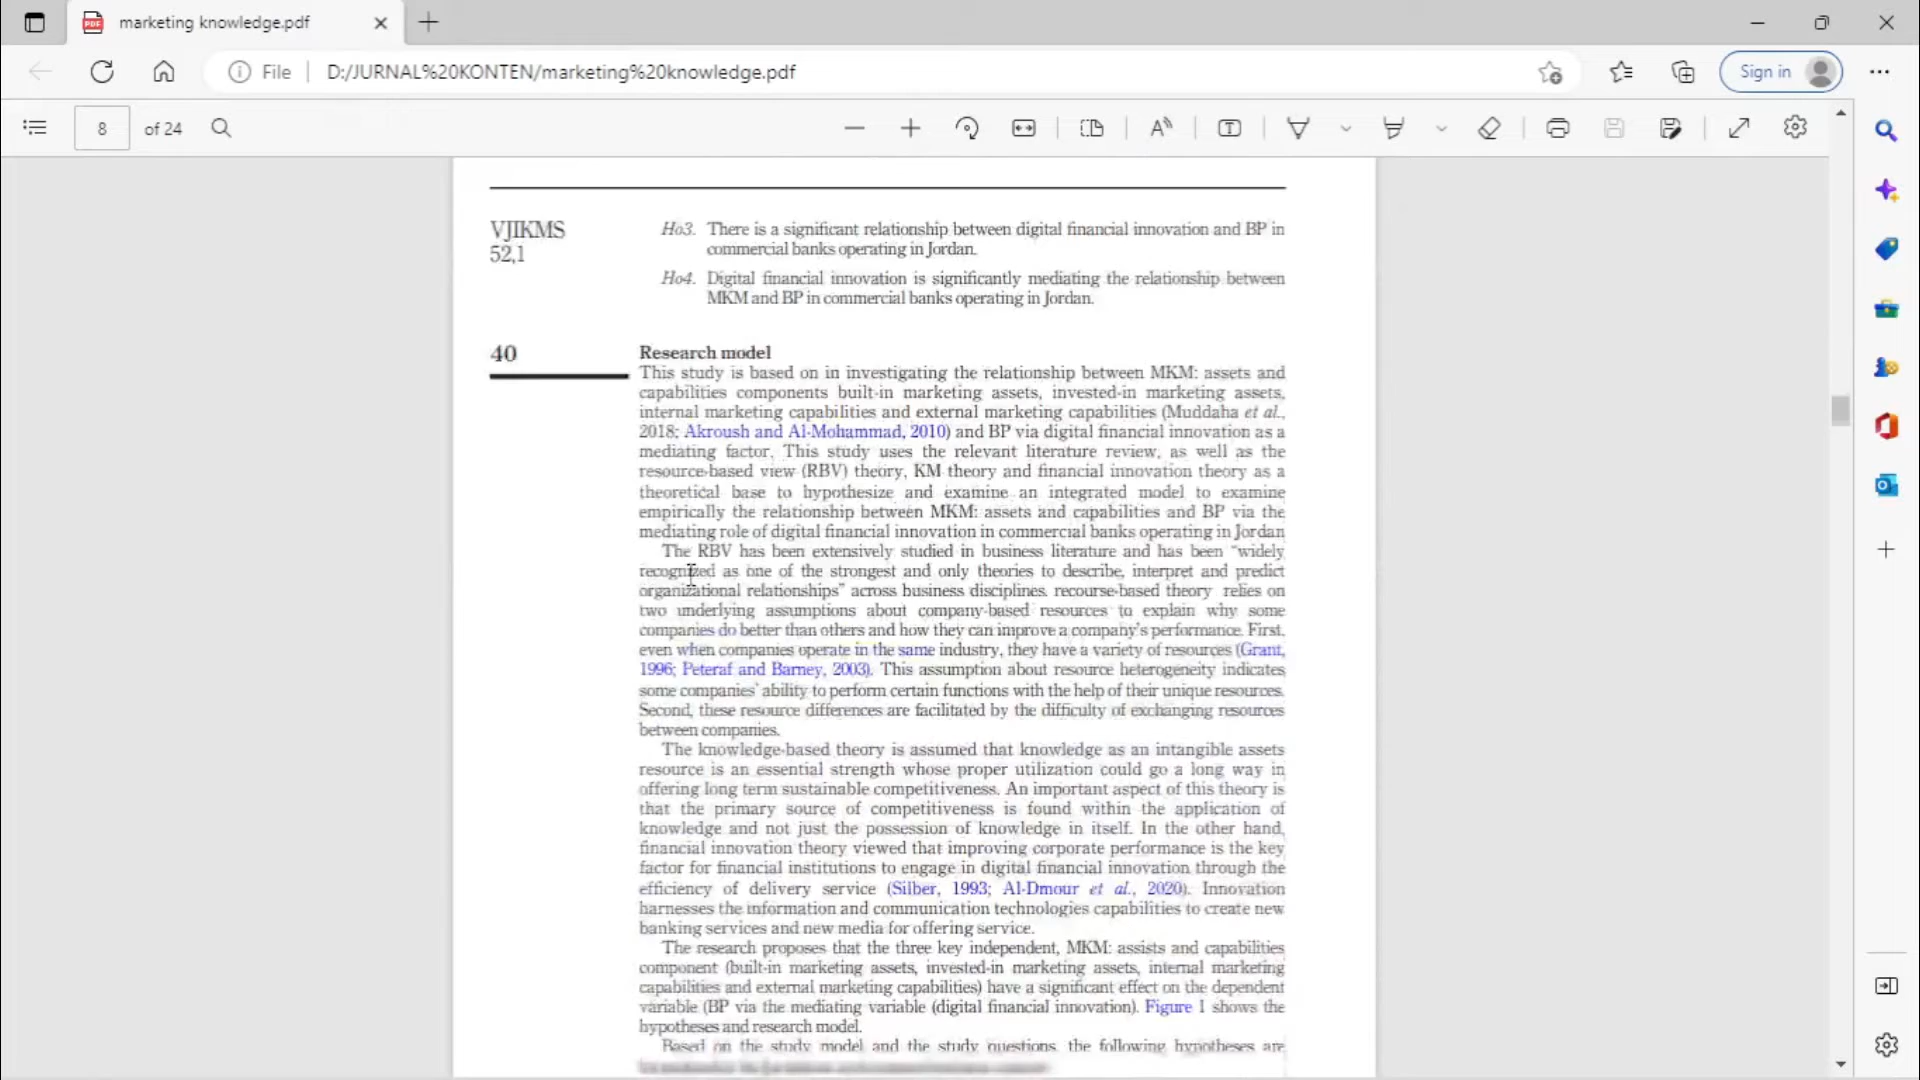 marketing knowledge.pdf
File
D:/JURNAL%20KONTEN/marketing%20knowledge.pdf
Sign in
8
of 24
VJIKMS
52,1
Ho3. There is a significant relationship between digital financial innovation and BP in
commercial banks operating in Jordan.
Ho4. Digital financial innovation is significantly mediating the relationship between
MKM and BP in commercial banks operating in Jordan.
40
Research model
This study is based on in investigating the relationship between MKM: assets and
capabilities components built-in marketing assets, invested-in marketing assets,
internal marketing capabilities and external marketing capabilities (Muddaha et al.,
2018; Akroush and Al-Mohammad, 2010) and BP via digital financial innovation as a
mediating factor. This study uses the relevant literature review, as well as the
resource-based view (RBV) theory, KM theory and financial innovation theory as a
theoretical base to hypothesize and examine an integrated model to examine
empirically the relationship between MKM: assets and capabilities and BP via the
mediating role of digital financial innovation in commercial banks operating in Jordan
The RBV has been extensively studied in business literature and has been “widely
recognized as one of the strongest and only theories to describe, interpret and predict
organizational relationships” across business disciplines. recourse-based theory relies on
two underlying assumptions about company-based resources to explain why some
companies do better than others and how they can improve a company’s performance. First,
even when companies operate in the same industry, they have a variety of resources (Grant,
1996; Peteraf and Barney, 2003). This assumption about resource heterogeneity indicates
some companies’ ability to perform certain functions with the help of their unique resources.
Second, these resource differences are facilitated by the difficulty of exchanging resources
between companies.
The knowledge-based theory is assumed that knowledge as an intangible assets
resource is an essential strength whose proper utilization could go a long way in
offering long term sustainable competitiveness. An important aspect of this theory is
that the primary source of competitiveness is found within the application of
knowledge and not just the possession of knowledge in itself. In the other hand,
financial innovation theory viewed that improving corporate performance is the key
factor for financial institutions to engage in digital financial innovation through the
efficiency of delivery service (Silber, 1993; Al-Dmour et al., 2020). Innovation
harnesses the information and communication technologies capabilities to create new
banking services and new media for offering service.
The research proposes that the three key independent, MKM: assists and capabilities
component (built-in marketing assets, invested-in marketing assets, internal marketing
capabilities and external marketing capabilities) have a significant effect on the dependent
variable (BP via the mediating variable (digital financial innovation). Figure 1 shows the
hypotheses and research model.
Based on the study model and the study questions, the following hypotheses are